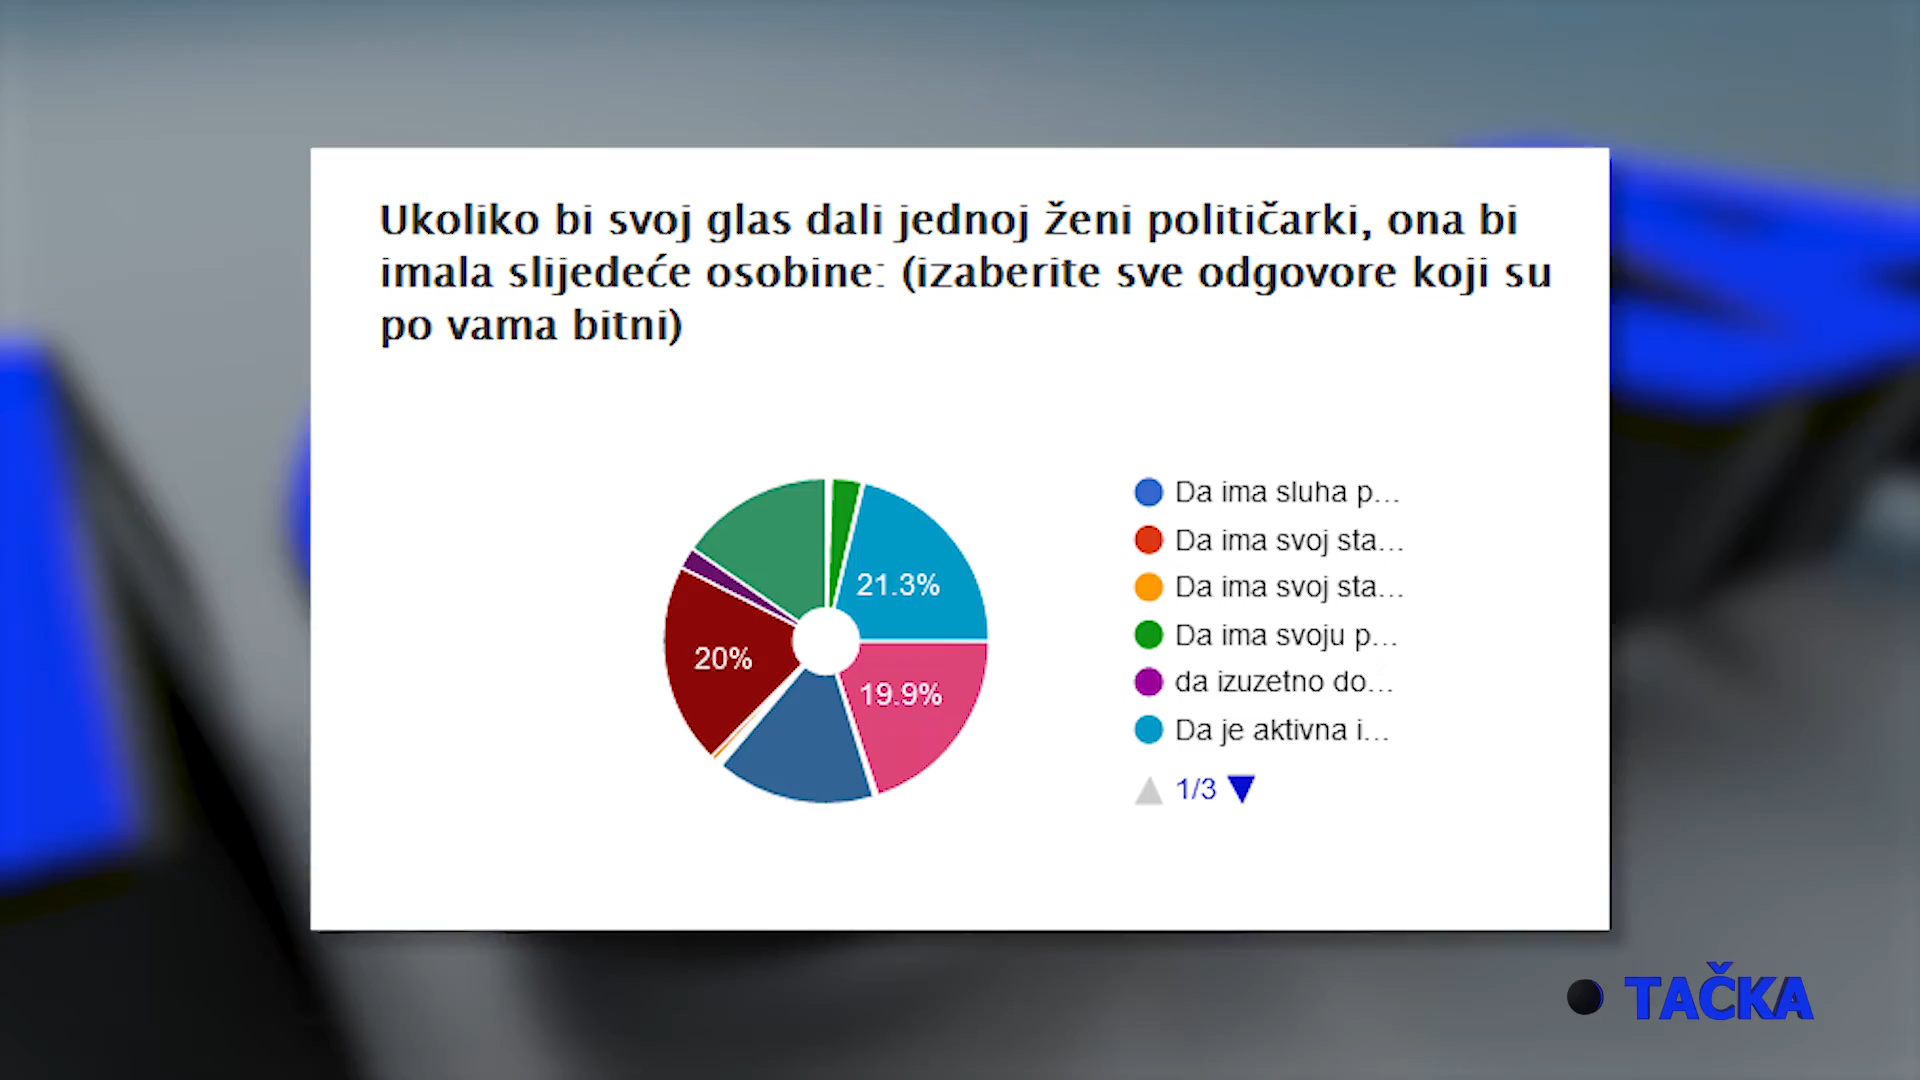 Ukoliko bi svoj glas dali jednoj ženi političarki, ona bi
imala slijedeće osobine: (izaberite sve odgovore koji su
po vama bitni)
21.3%
20%
19.9%
Da ima sluha p...
Da ima svoj sta...
Da ima svoj sta...
Da ima svoju p...
da izuzetno do...
Da je aktivna i...
1/3
TAČKA